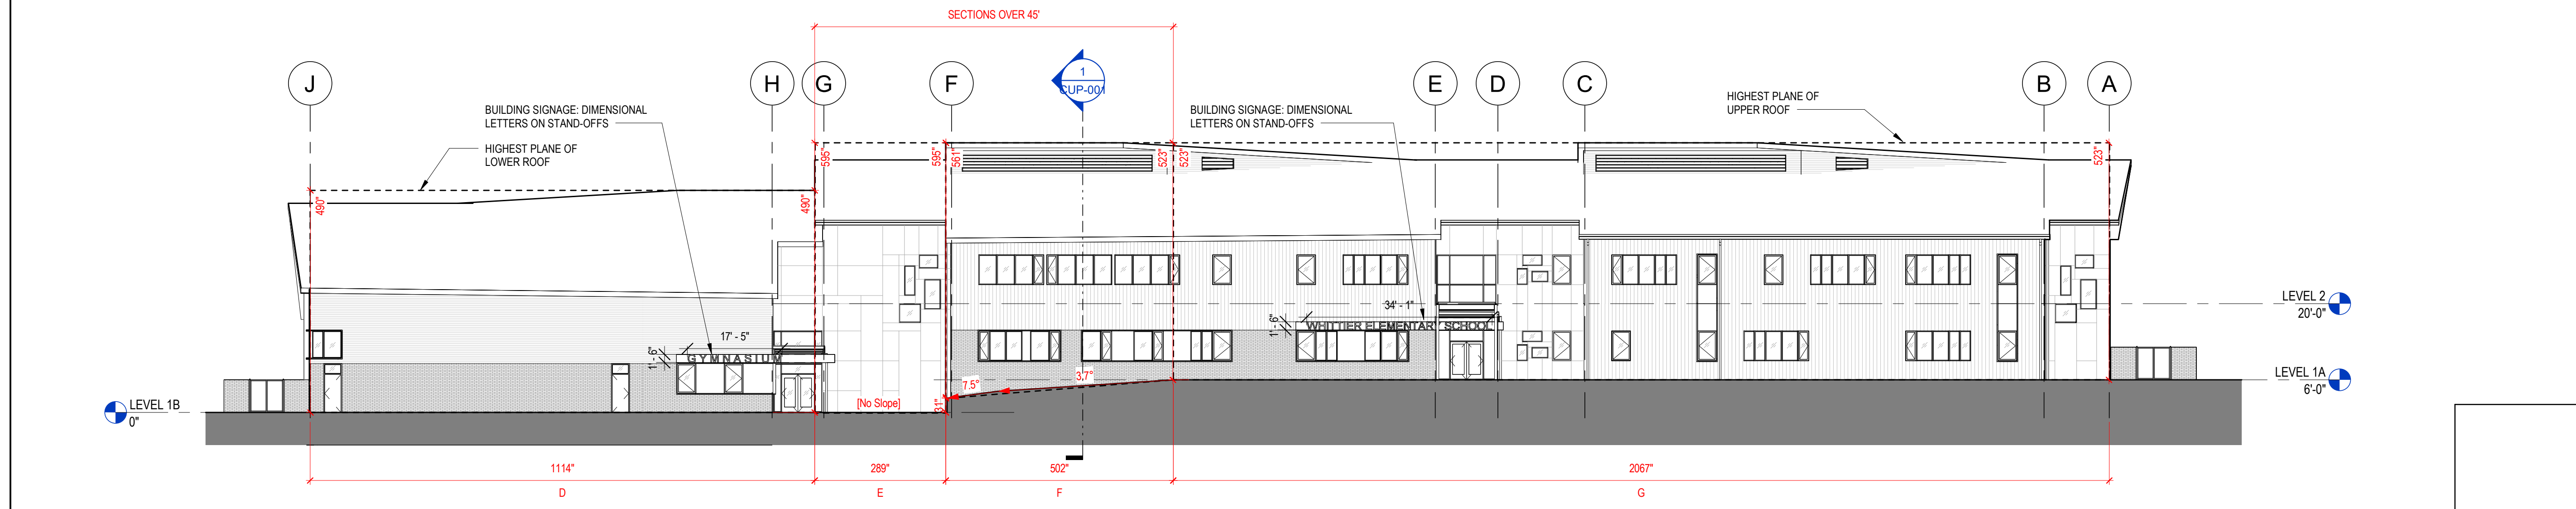 SECTIONS OVER 45'
J
H
G
F
1
CUP-001
E
D
C
B
A
BUILDING SIGNAGE: DIMENSIONAL
LETTERS ON STAND-OFFS
HIGHEST PLANE OF
LOWER ROOF
BUILDING SIGNAGE: DIMENSIONAL
LETTERS ON STAND-OFFS
HIGHEST PLANE OF
UPPER ROOF
490"
490"
595"
595"
561"
523"
523"
523"
17' - 5"
1' - 6"
GYMNASIUM
34' - 1"
1' - 6"
WHITTIER ELEMENTARY SCHOOL
LEVEL 2
20'-0"
LEVEL 1A
6'-0"
LEVEL 1B
0"
[No Slope]
31"
7.5°
3.7°
1114"
289"
502"
2067"
D
E
F
G